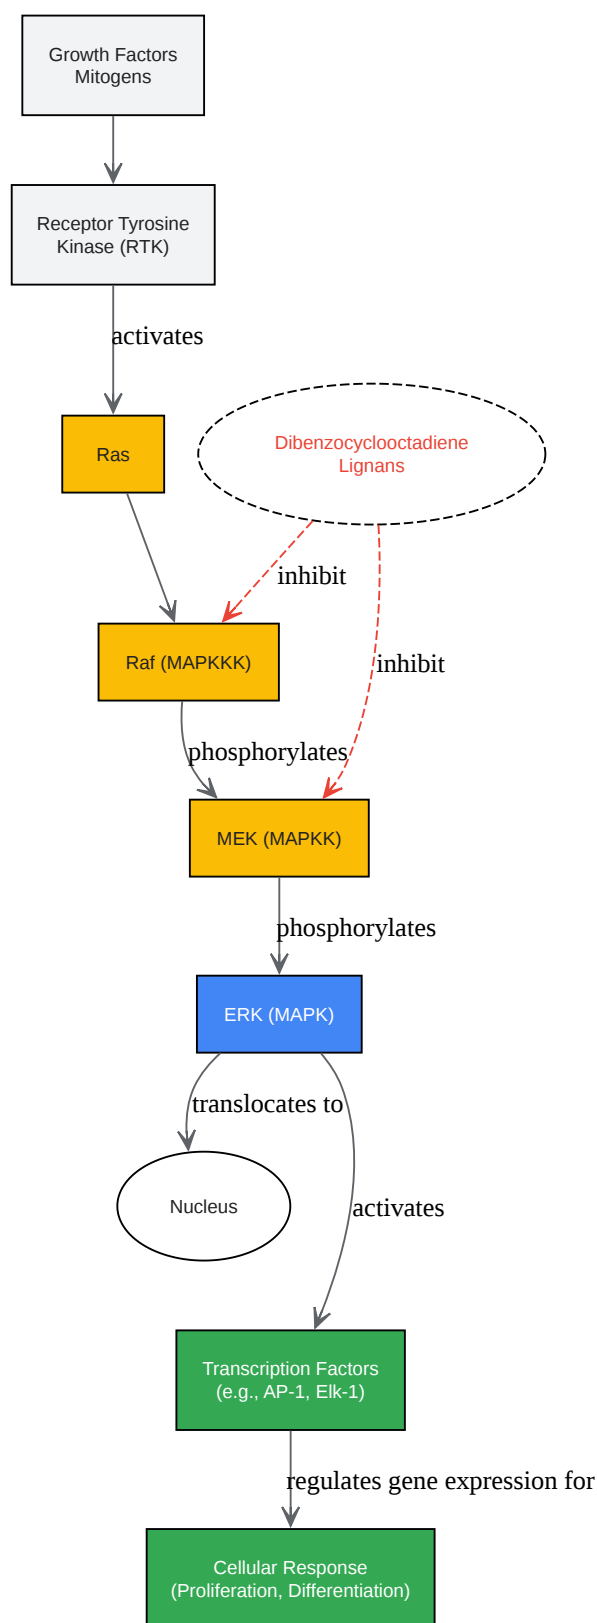 Growth Factors
Mitogens
Receptor Tyrosine
Kinase (RTK)
activates
Ras
Dibenzocyclooctadiene
Lignans
inhibit
Raf (MAPKKK)
inhibit
phosphorylates
MEK (MAPKK)
phosphorylates
ERK (MAPK)
translocates to
Nucleus
activates
Transcription Factors
(e.g., AP-1, Elk-1)
regulates gene expression for
Cellular Response
(Proliferation, Differentiation)